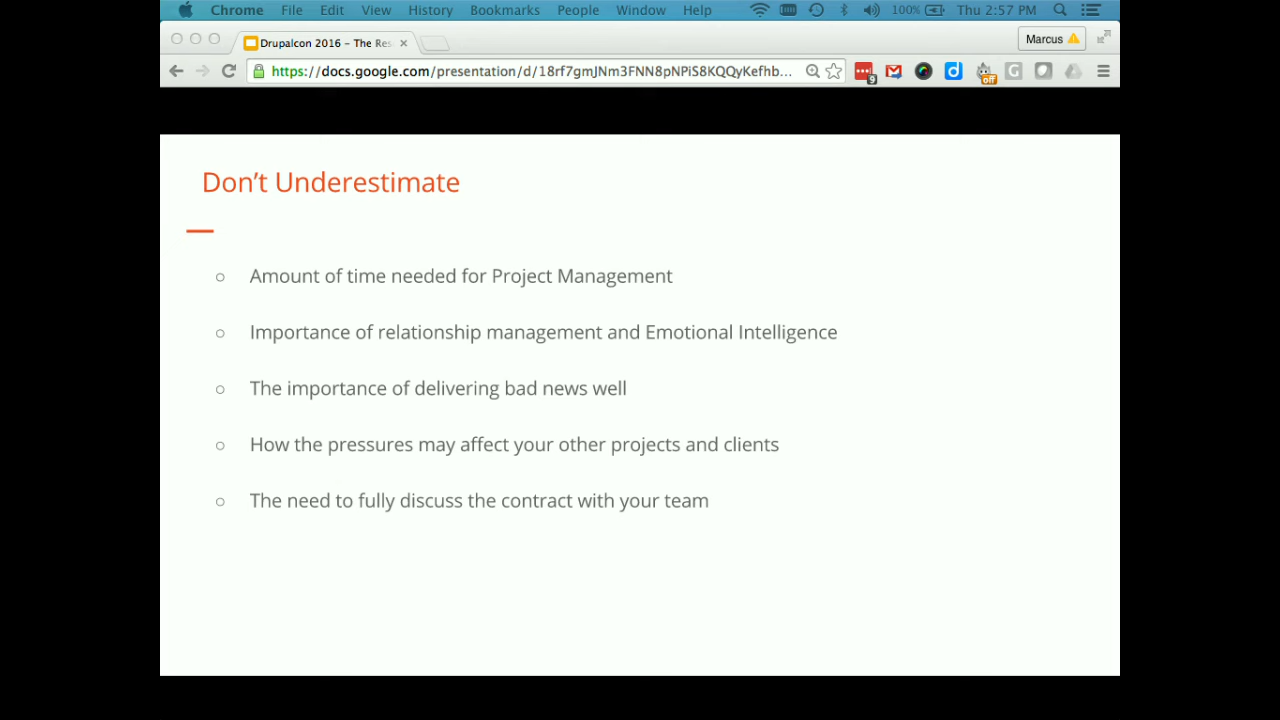 Chrome File Edit View History Bookmarks People Window Help 100% Thu 2:57 PM
Drupalcon 2016 – The Res
Marcus
https://docs.google.com/presentation/d/18rf7gmJNm3FNN8pNPiS8KQQyKefhb...
9
d
off
G
Don’t Underestimate
Amount of time needed for Project Management
Importance of relationship management and Emotional Intelligence
The importance of delivering bad news well
How the pressures may affect your other projects and clients
The need to fully discuss the contract with your team